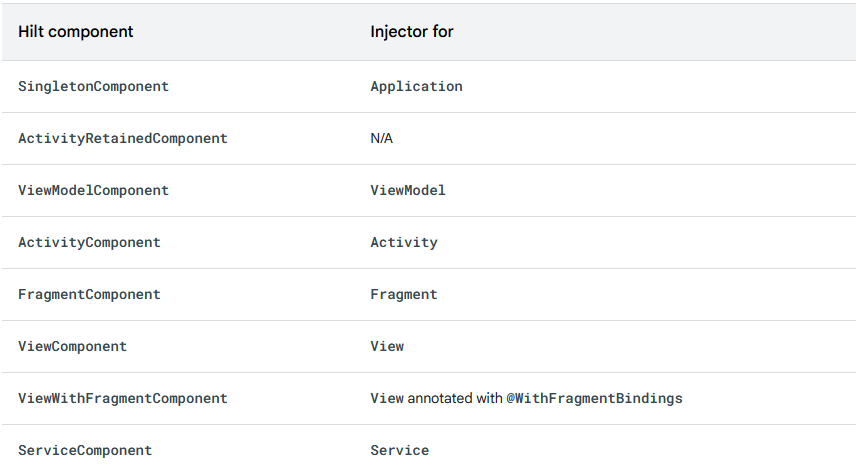 Hilt component Injector for
SingletonComponent Application
ActivityRetainedComponent N/A
ViewModelComponent ViewModel
ActivityComponent Activity
FragmentComponent Fragment
ViewComponent View
ViewWithFragmentComponent View annotated with @WithFragmentBindings
ServiceComponent Service